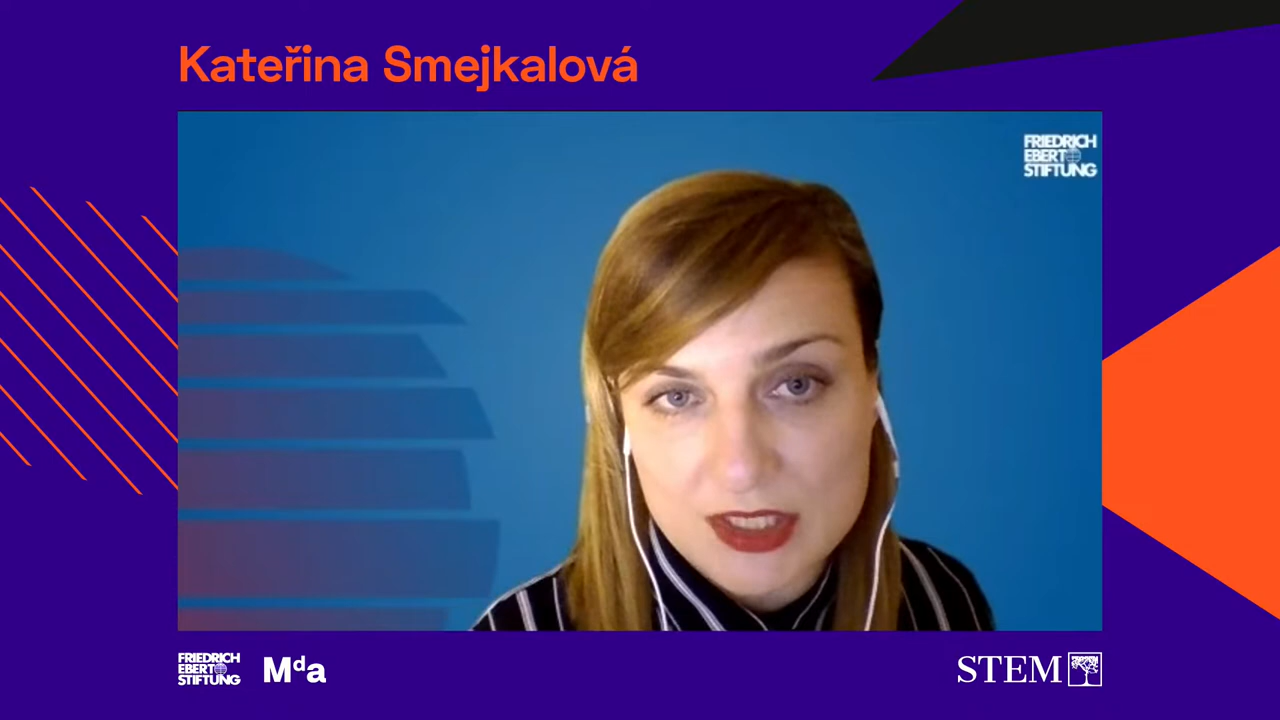 Kateřina Smejkalová
FRIEDRICH
EBERT
STIFTUNG
FRIEDRICH
EBERT
STIFTUNG
Mda
STEM